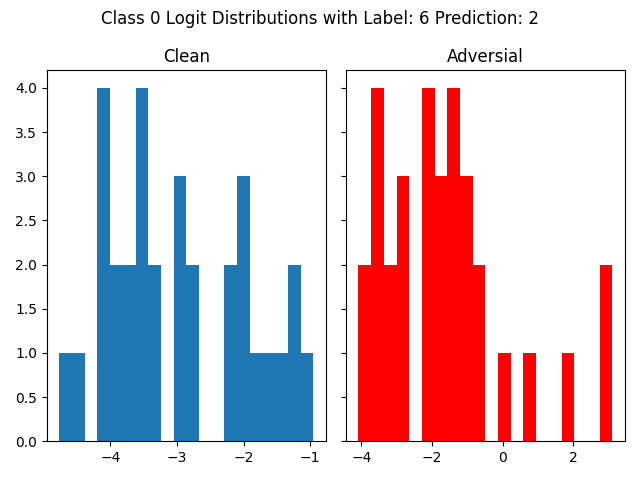 Class 0 Logit Distributions with Label: 6 Prediction: 2
Clean
Adversial
4.0
3.5
3.0
2.5
2.0
1.5
1.0
0.5
0.0
−4 −3 −2 −1
−4 −2 0 2